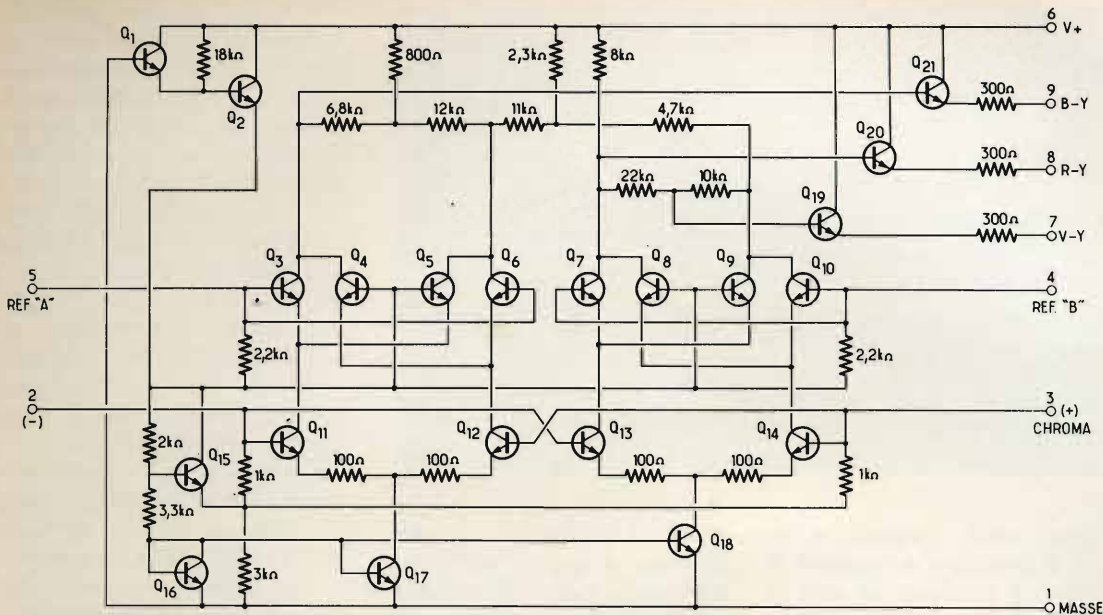 Q1
18kΩ
Q2
800Ω
2,3kΩ
8kΩ
6
V+
Q21
300Ω
9
B-Y
6,8kΩ
12kΩ
11kΩ
4,7kΩ
Q20
300Ω
8
R-Y
22kΩ
10kΩ
Q19
300Ω
7
V-Y
5
REF. "A"
Q3
Q4
Q5
Q6
Q7
Q8
Q9
Q10
4
REF. "B"
2,2kΩ
2,2kΩ
2
(-)
Q11
Q12
Q13
Q14
3
(+)
CHROMA
2kΩ
Q15
1kΩ
100Ω
100Ω
100Ω
100Ω
1kΩ
3,3kΩ
Q16
3kΩ
Q17
Q18
1
MASSE